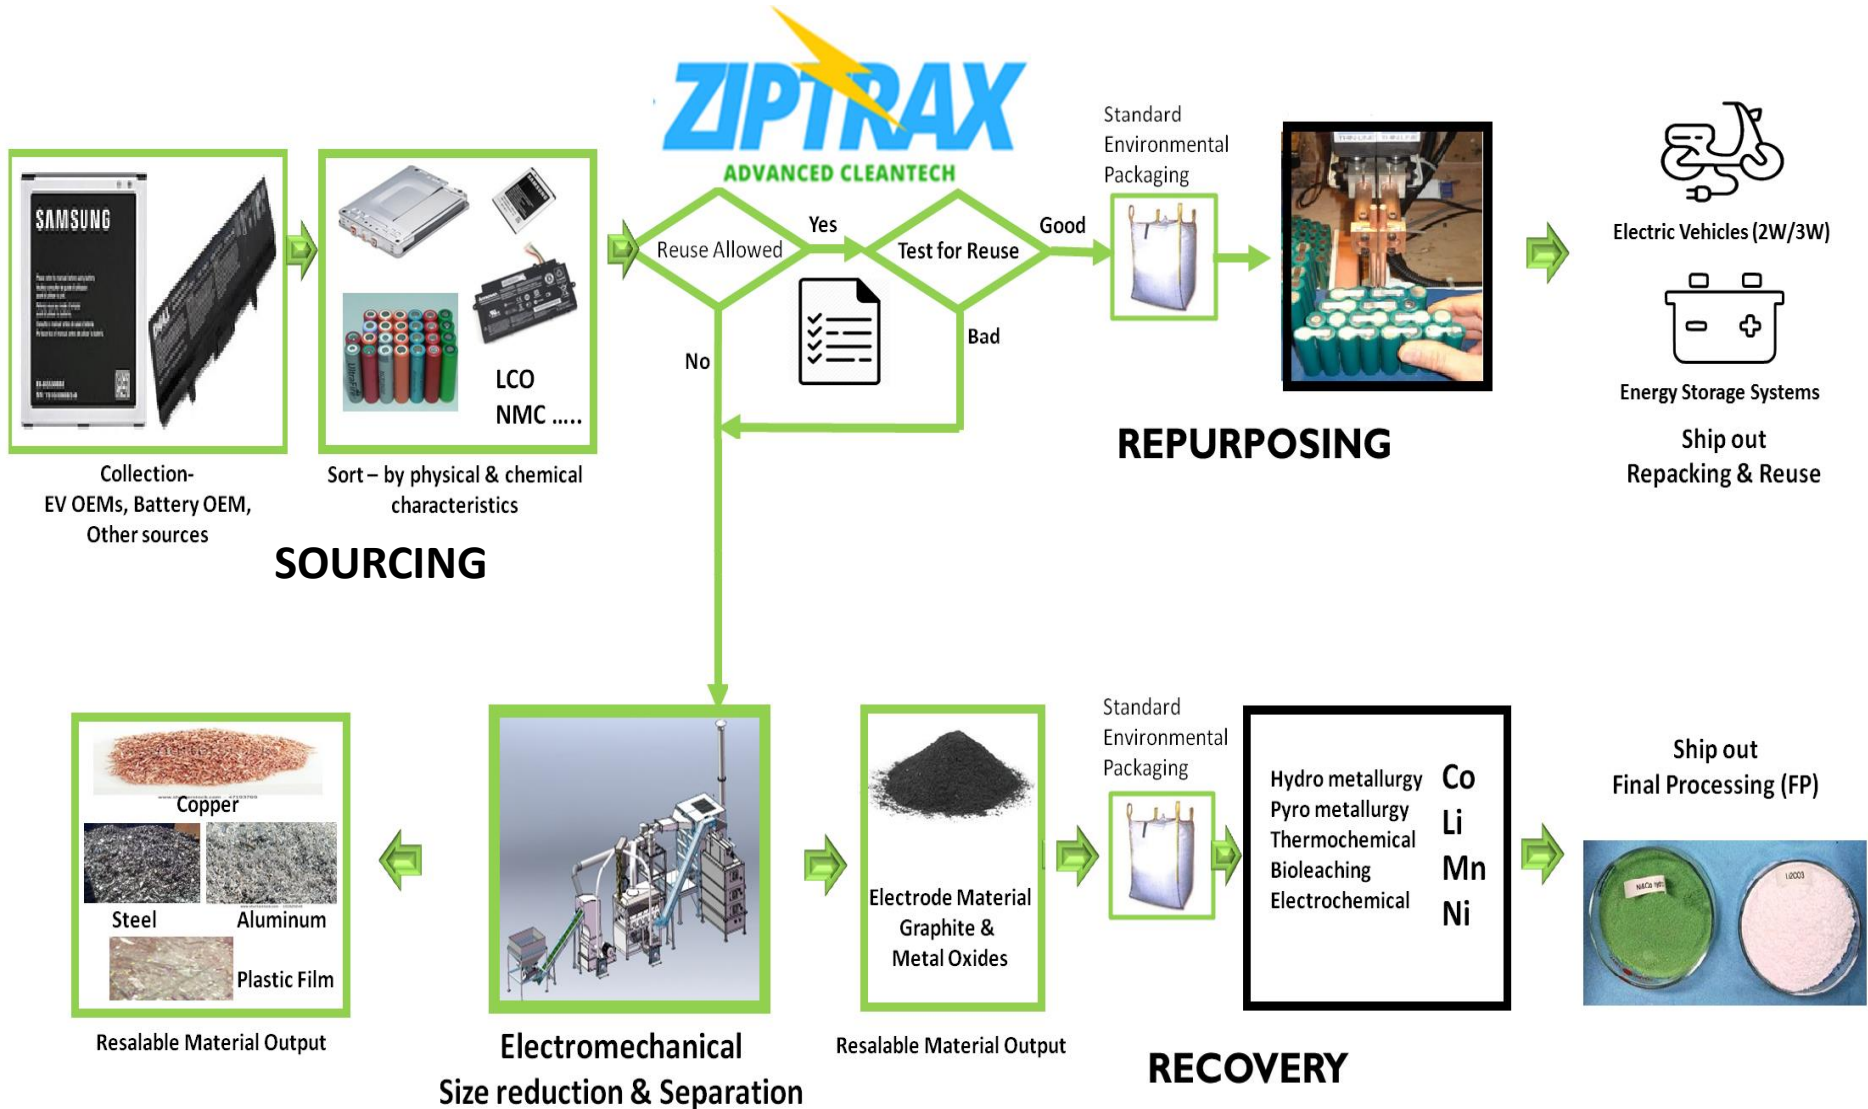 ZIPTRAX
ADVANCED CLEANTECH
SAMSUNG
LCO
NMC .....
Collection-
EV OEMs, Battery OEM,
Other sources
Sort – by physical & chemical
characteristics
SOURCING
Reuse Allowed
Yes
No
Test for Reuse
Good
Bad
Standard
Environmental
Packaging
REPURPOSING
Electric Vehicles (2W/3W)
Energy Storage Systems
Ship out
Repacking & Reuse
Copper
Steel
Aluminum
Plastic Film
Resalable Material Output
Electromechanical
Size reduction & Separation
Electrode Material
Graphite &
Metal Oxides
Resalable Material Output
Standard
Environmental
Packaging
Hydro metallurgy
Pyro metallurgy
Thermochemical
Bioleaching
Electrochemical
Co
Li
Mn
Ni
RECOVERY
Ship out
Final Processing (FP)
Li2CO3